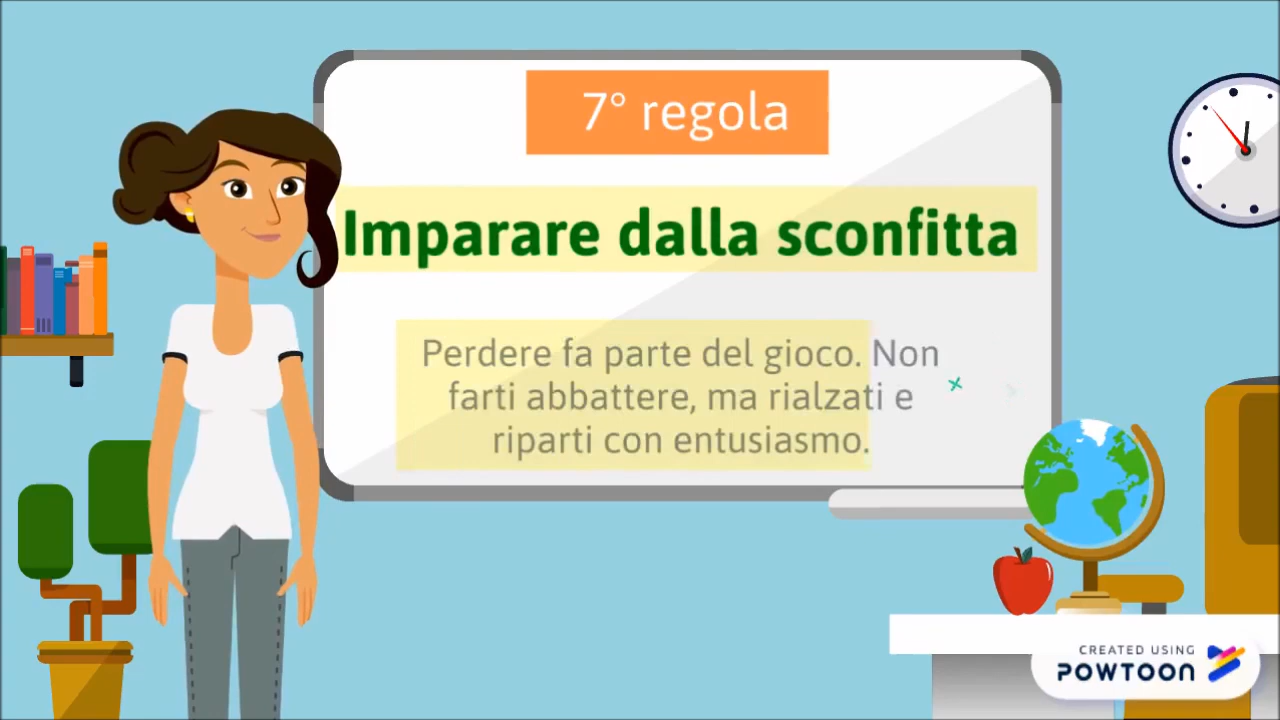 7° regola
Imparare dalla sconfitta
Perdere fa parte del gioco. Non
farti abbattere, ma rialzati e
riparti con entusiasmo.
CREATED USING
POWTOON